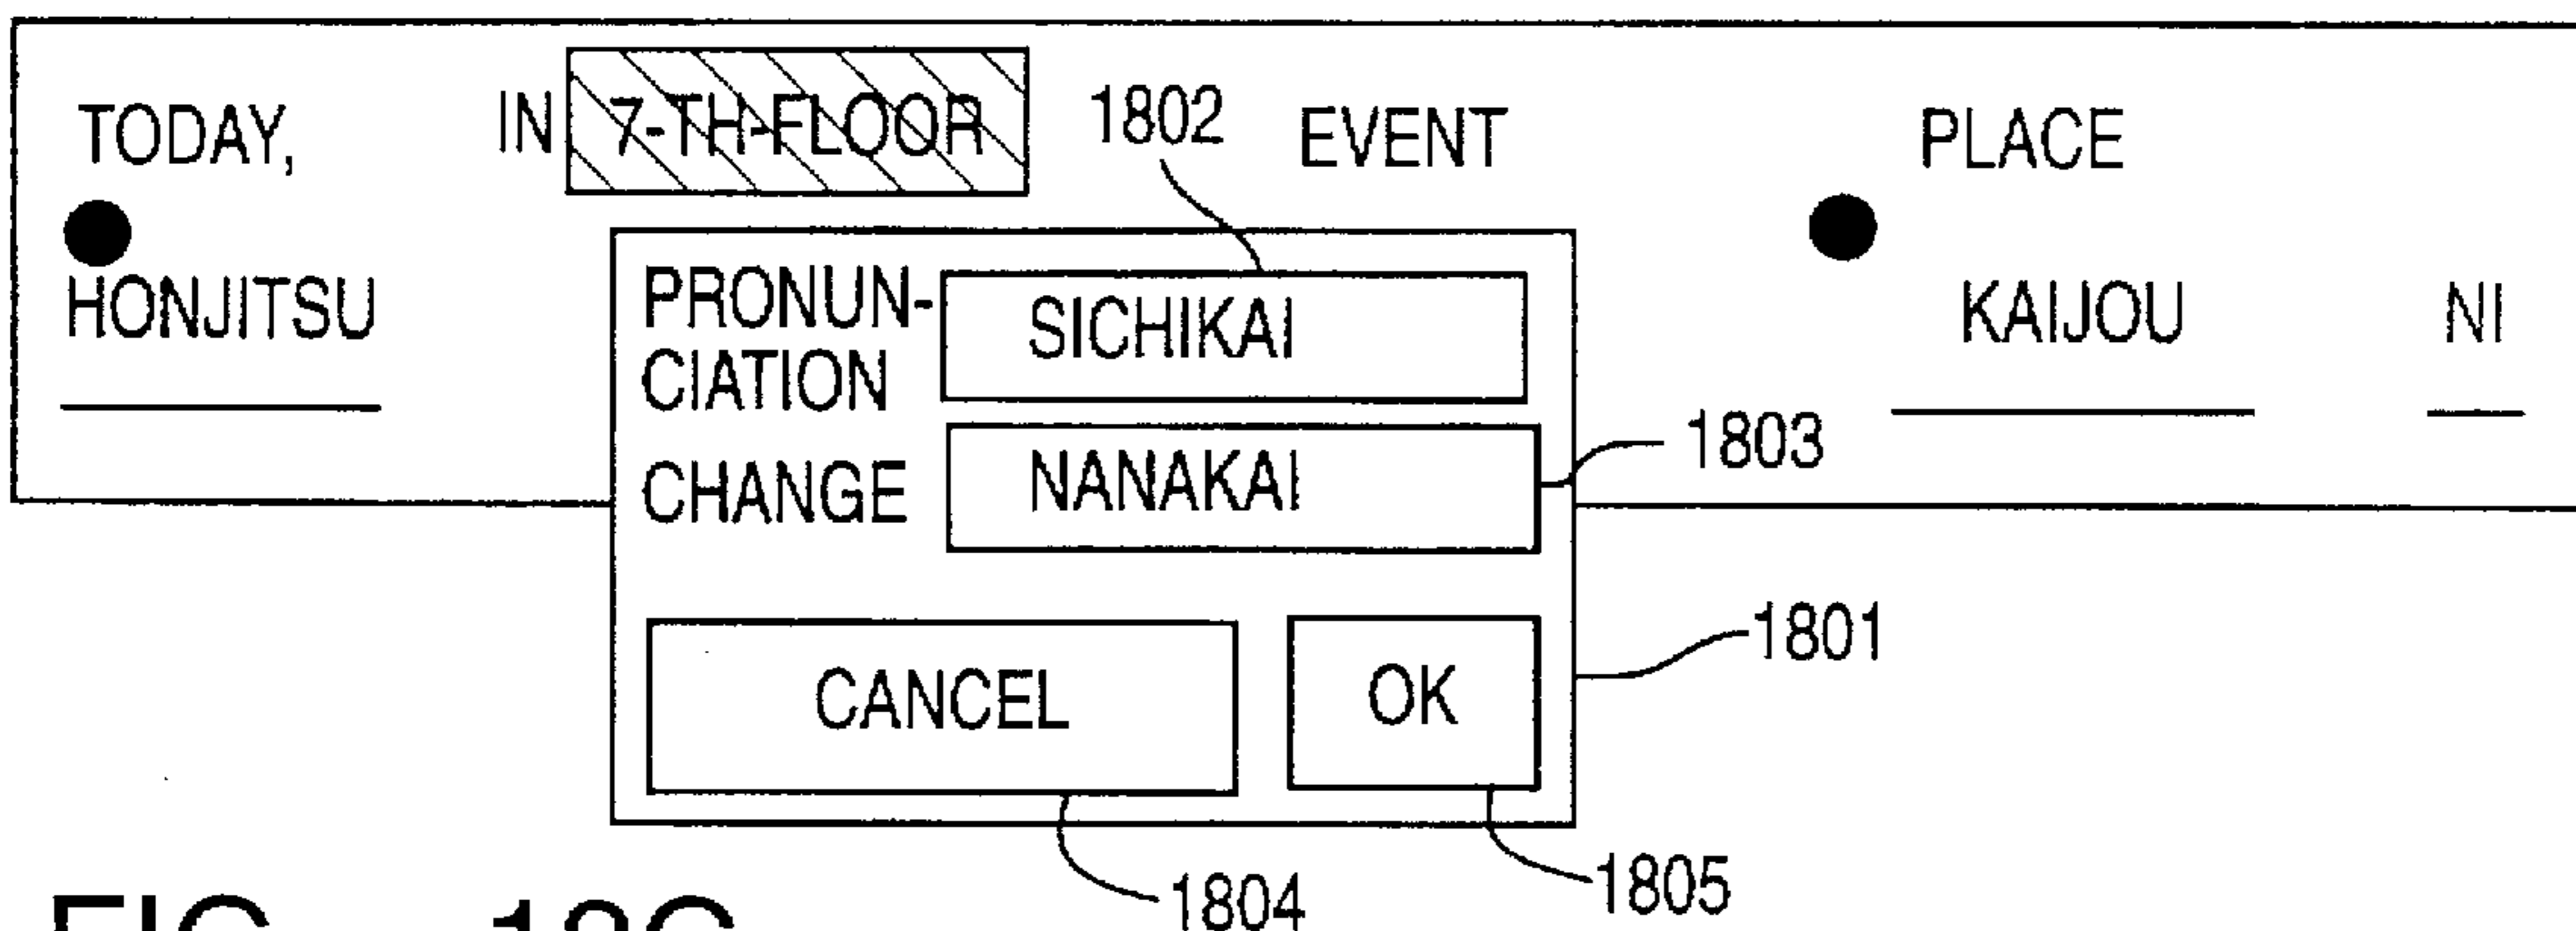 TODAY, IN 7-TH-FLOOR 1802 EVENT PLACE
HONJITSU KAIJOU NI
PRONUN-
CIATION SICHIKAI
CHANGE NANAKAI 1803
CANCEL OK 1801
1804 1805